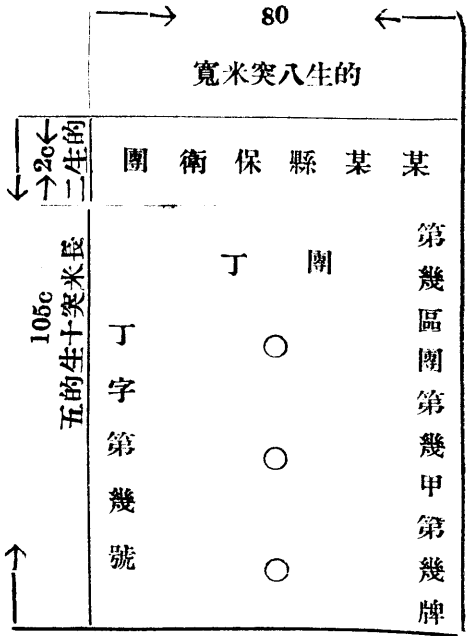 80
寬米突八生的
2c
二生的
某某縣保衛團
105c
長米突十生的五
第幾區團第幾甲第幾牌
團丁
○○○
丁字第幾號